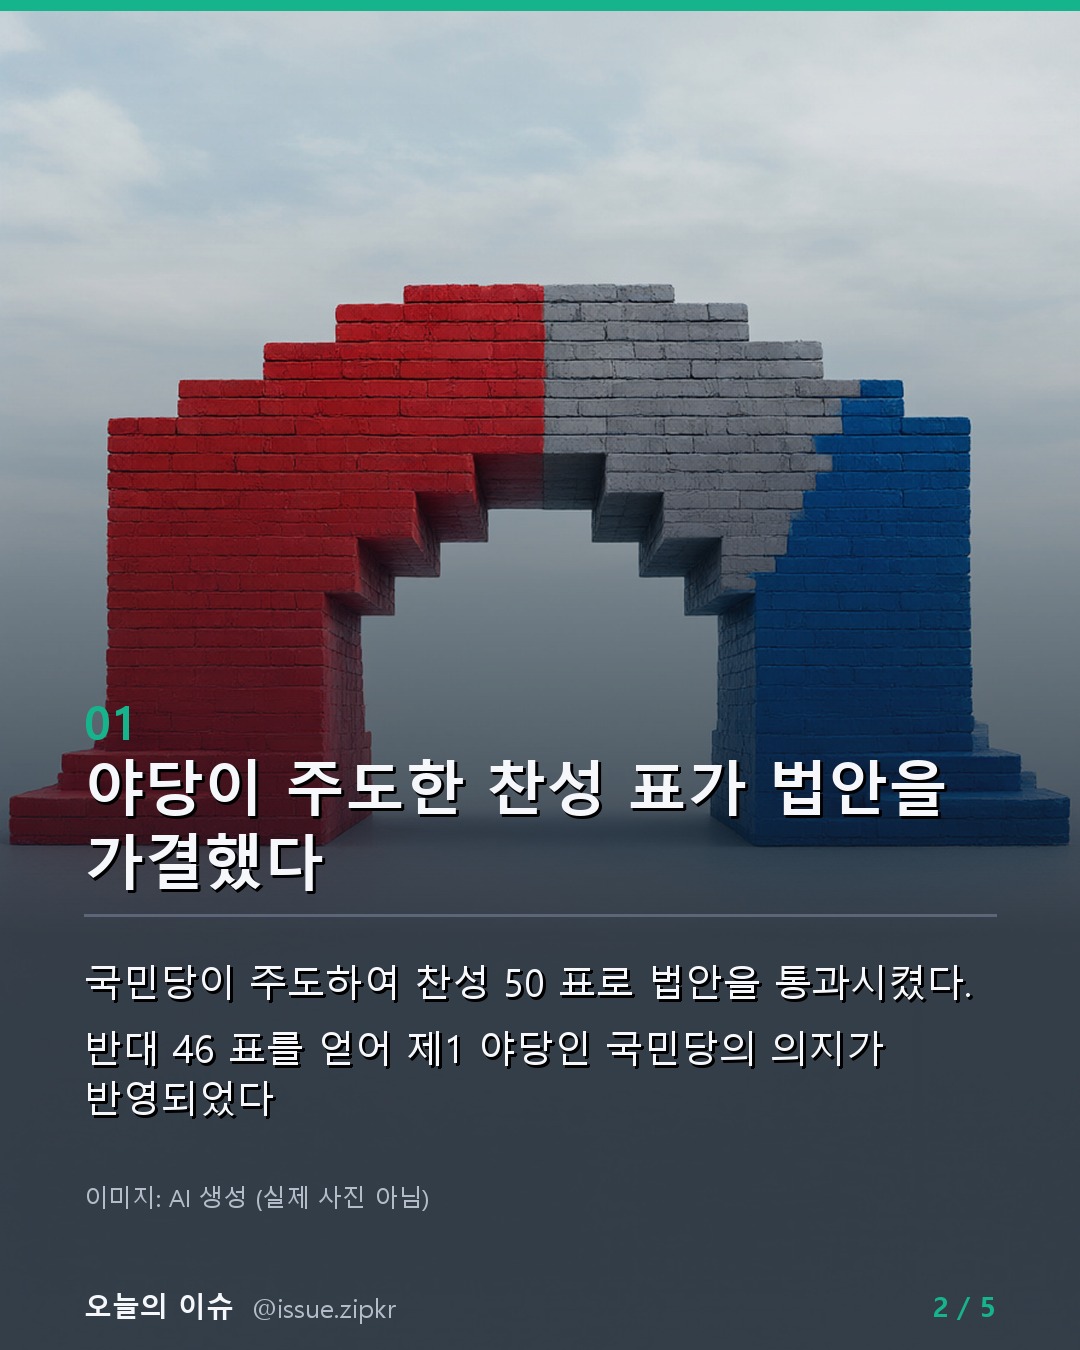 01
야당이 주도한 찬성 표가 법안을
가결했다
국민당이 주도하여 찬성 50 표로 법안을 통과시켰다.
반대 46 표를 얻어 제1 야당인 국민당의 의지가
반영되었다
이미지: AI 생성 (실제 사진 아님)
오늘의 이슈 @issue.zipkr
2 / 5